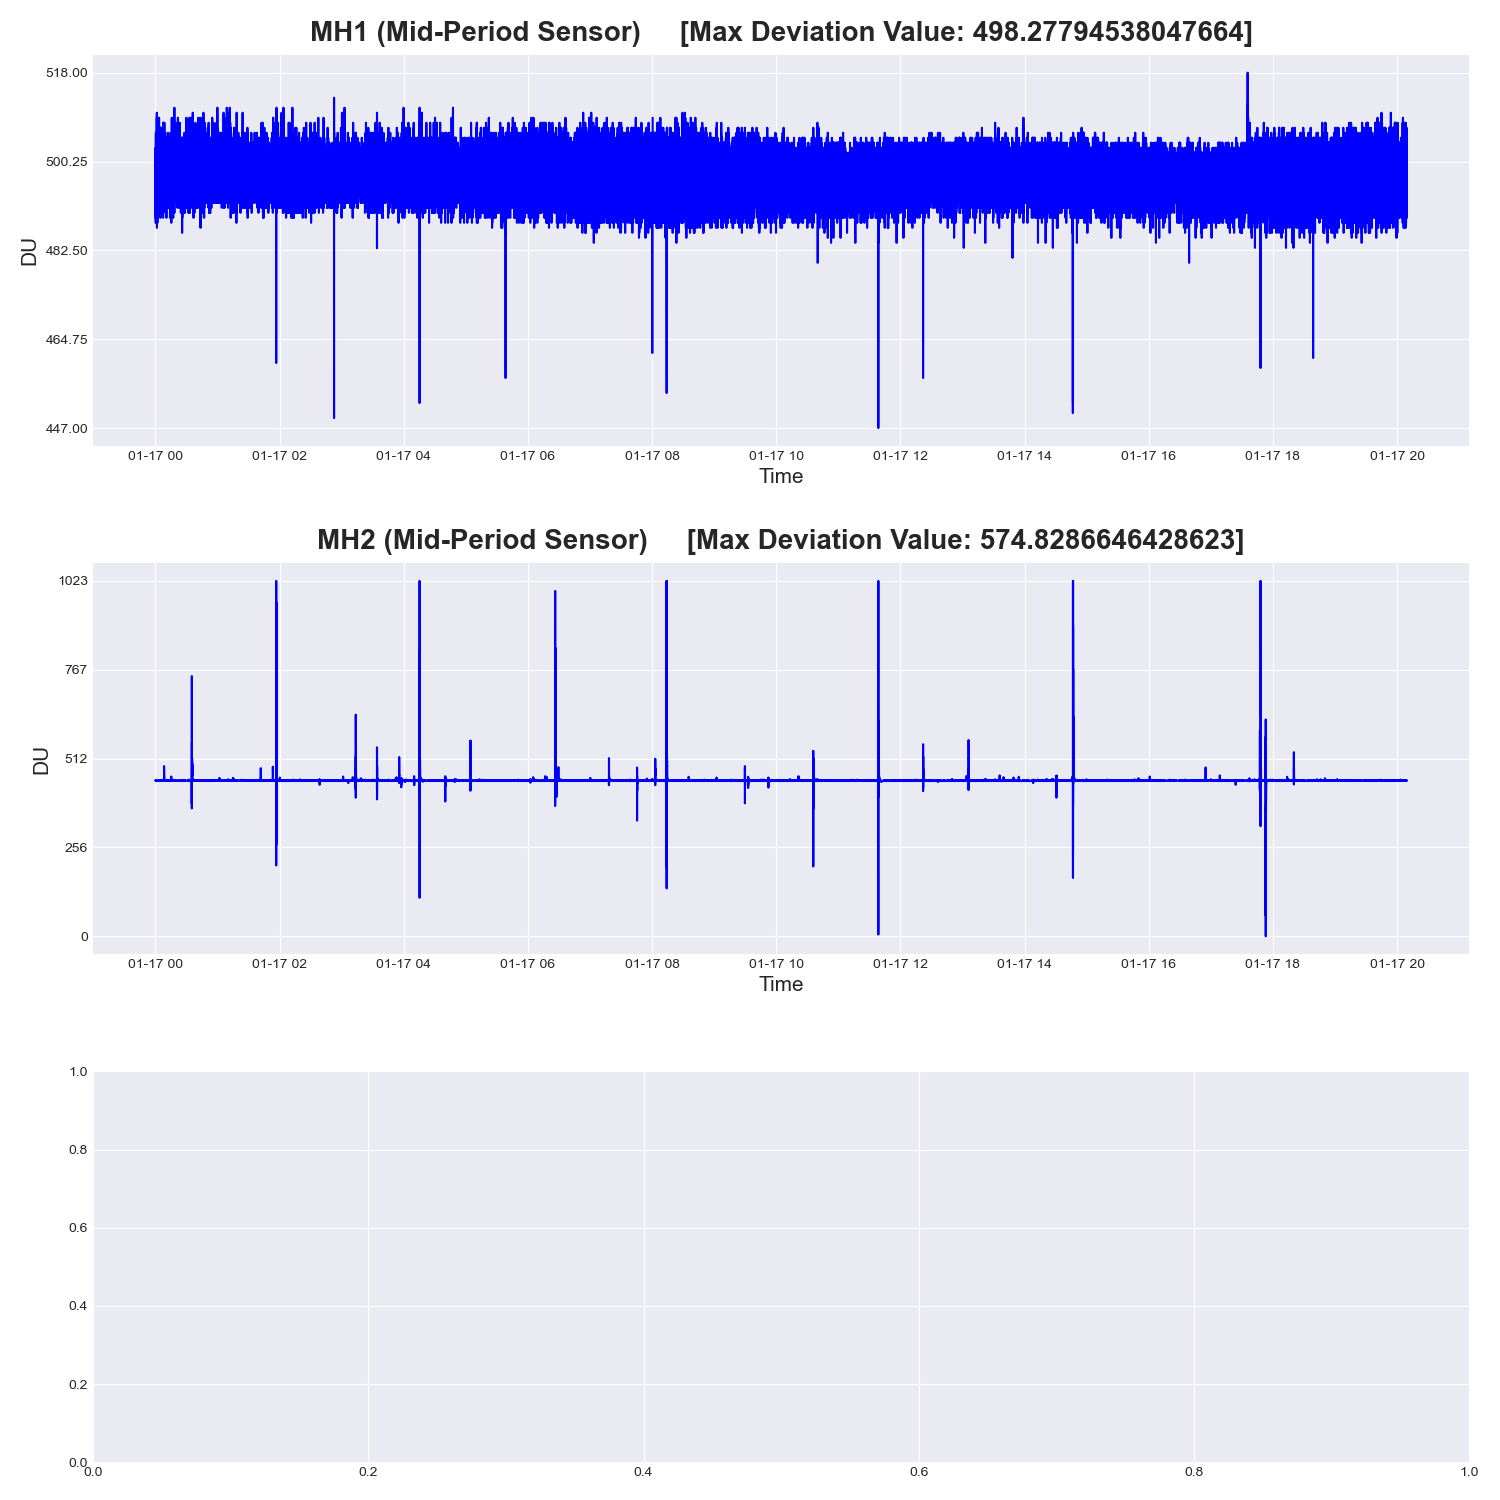 MH1 (Mid-Period Sensor) [Max Deviation Value: 498.27794538047664]
518.00
500.25
482.50
464.75
447.00
DU
01-17 00 01-17 02 01-17 04 01-17 06 01-17 08 01-17 10 01-17 12 01-17 14 01-17 16 01-17 18 01-17 20
Time
MH2 (Mid-Period Sensor) [Max Deviation Value: 574.8286646428623]
1023
767
512
256
0
DU
01-17 00 01-17 02 01-17 04 01-17 06 01-17 08 01-17 10 01-17 12 01-17 14 01-17 16 01-17 18 01-17 20
Time
1.0
0.8
0.6
0.4
0.2
0.0
0.0 0.2 0.4 0.6 0.8 1.0